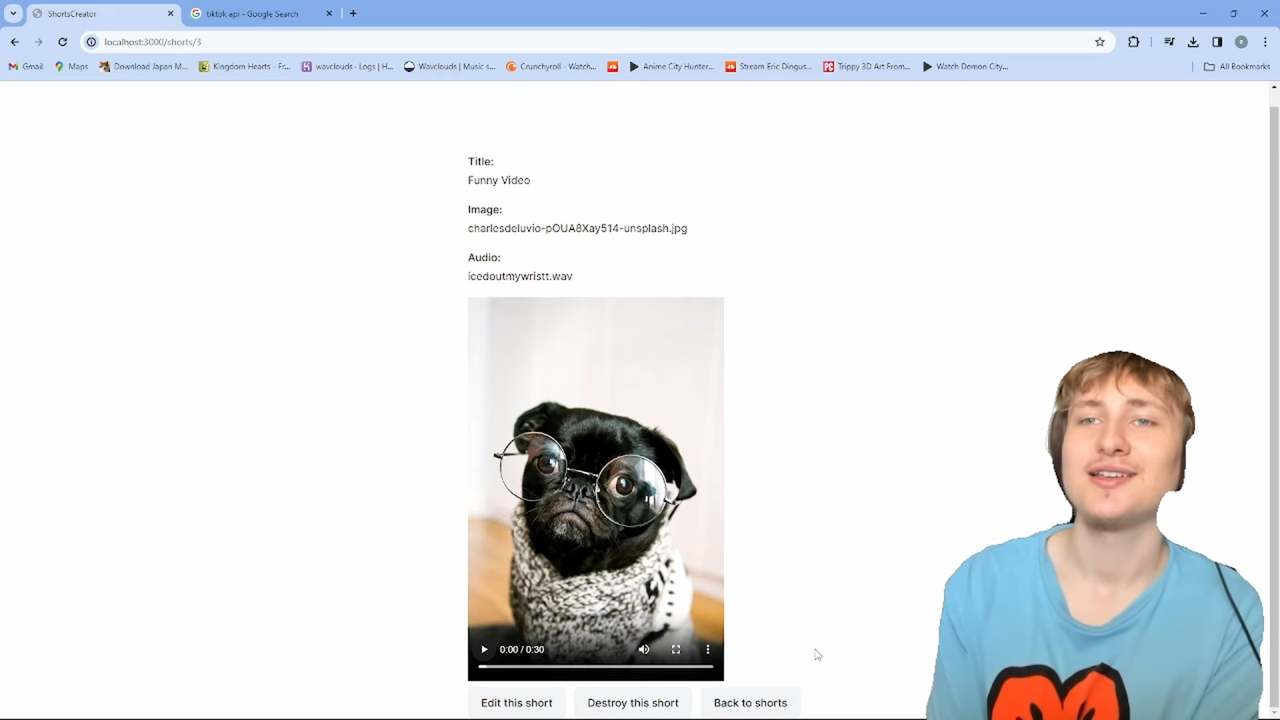 ShortsCreator
tiktok api - Google Search
localhost:3000/shorts/3
Gmail
Maps
Download Japan M...
Kingdom Hearts - Fr...
wavclouds - Logs | H...
Wavclouds | Music s...
Crunchyroll - Watch...
Anime City Hunter...
Stream Eric Dingus...
Trippy 3D Art From...
Watch Demon City...
All Bookmarks
Title:
Funny Video
Image:
charlesdeluvio-pOUA8Xay514-unsplash.jpg
Audio:
icedoutmywristt.wav
0:00 / 0:30
Edit this short
Destroy this short
Back to shorts